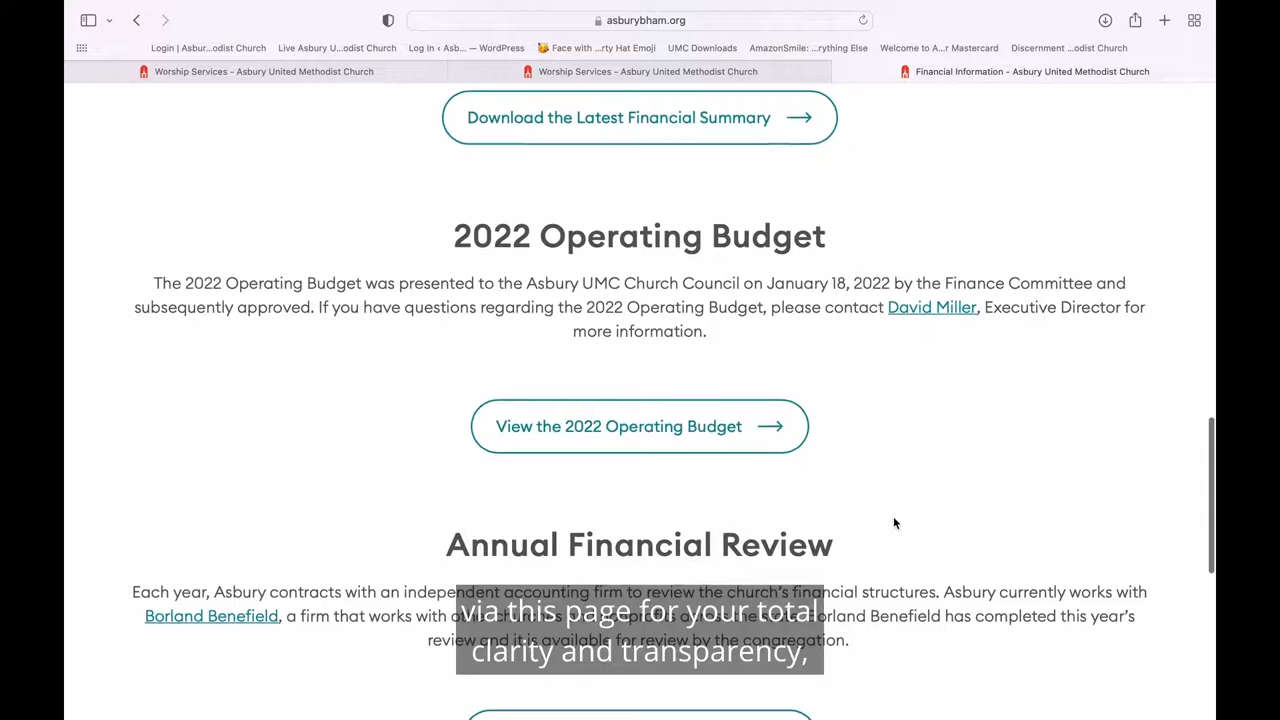 asburybham.org
Login | Asbur...odist Church
Live Asbury U...odist Church
Log In ‹ Asb... — WordPress
Face with ...rty Hat Emoji
UMC Downloads
AmazonSmile: ...rything Else
Welcome to A...r Mastercard
Discernment ...odist Church
Worship Services – Asbury United Methodist Church
Worship Services – Asbury United Methodist Church
Financial Information – Asbury United Methodist Church
Download the Latest Financial Summary
2022 Operating Budget
The 2022 Operating Budget was presented to the Asbury UMC Church Council on January 18, 2022 by the Finance Committee and
subsequently approved. If you have questions regarding the 2022 Operating Budget, please contact David Miller, Executive Director for
more information.
View the 2022 Operating Budget
Annual Financial Review
Each year, Asbury contracts with an independent accounting firm to review the church's financial structures. Asbury currently works with
Borland Benefield, a firm that works with Borland Benefield has completed this year's
review and it is available for review by the congregation.
via this page for your total
clarity and transparency,